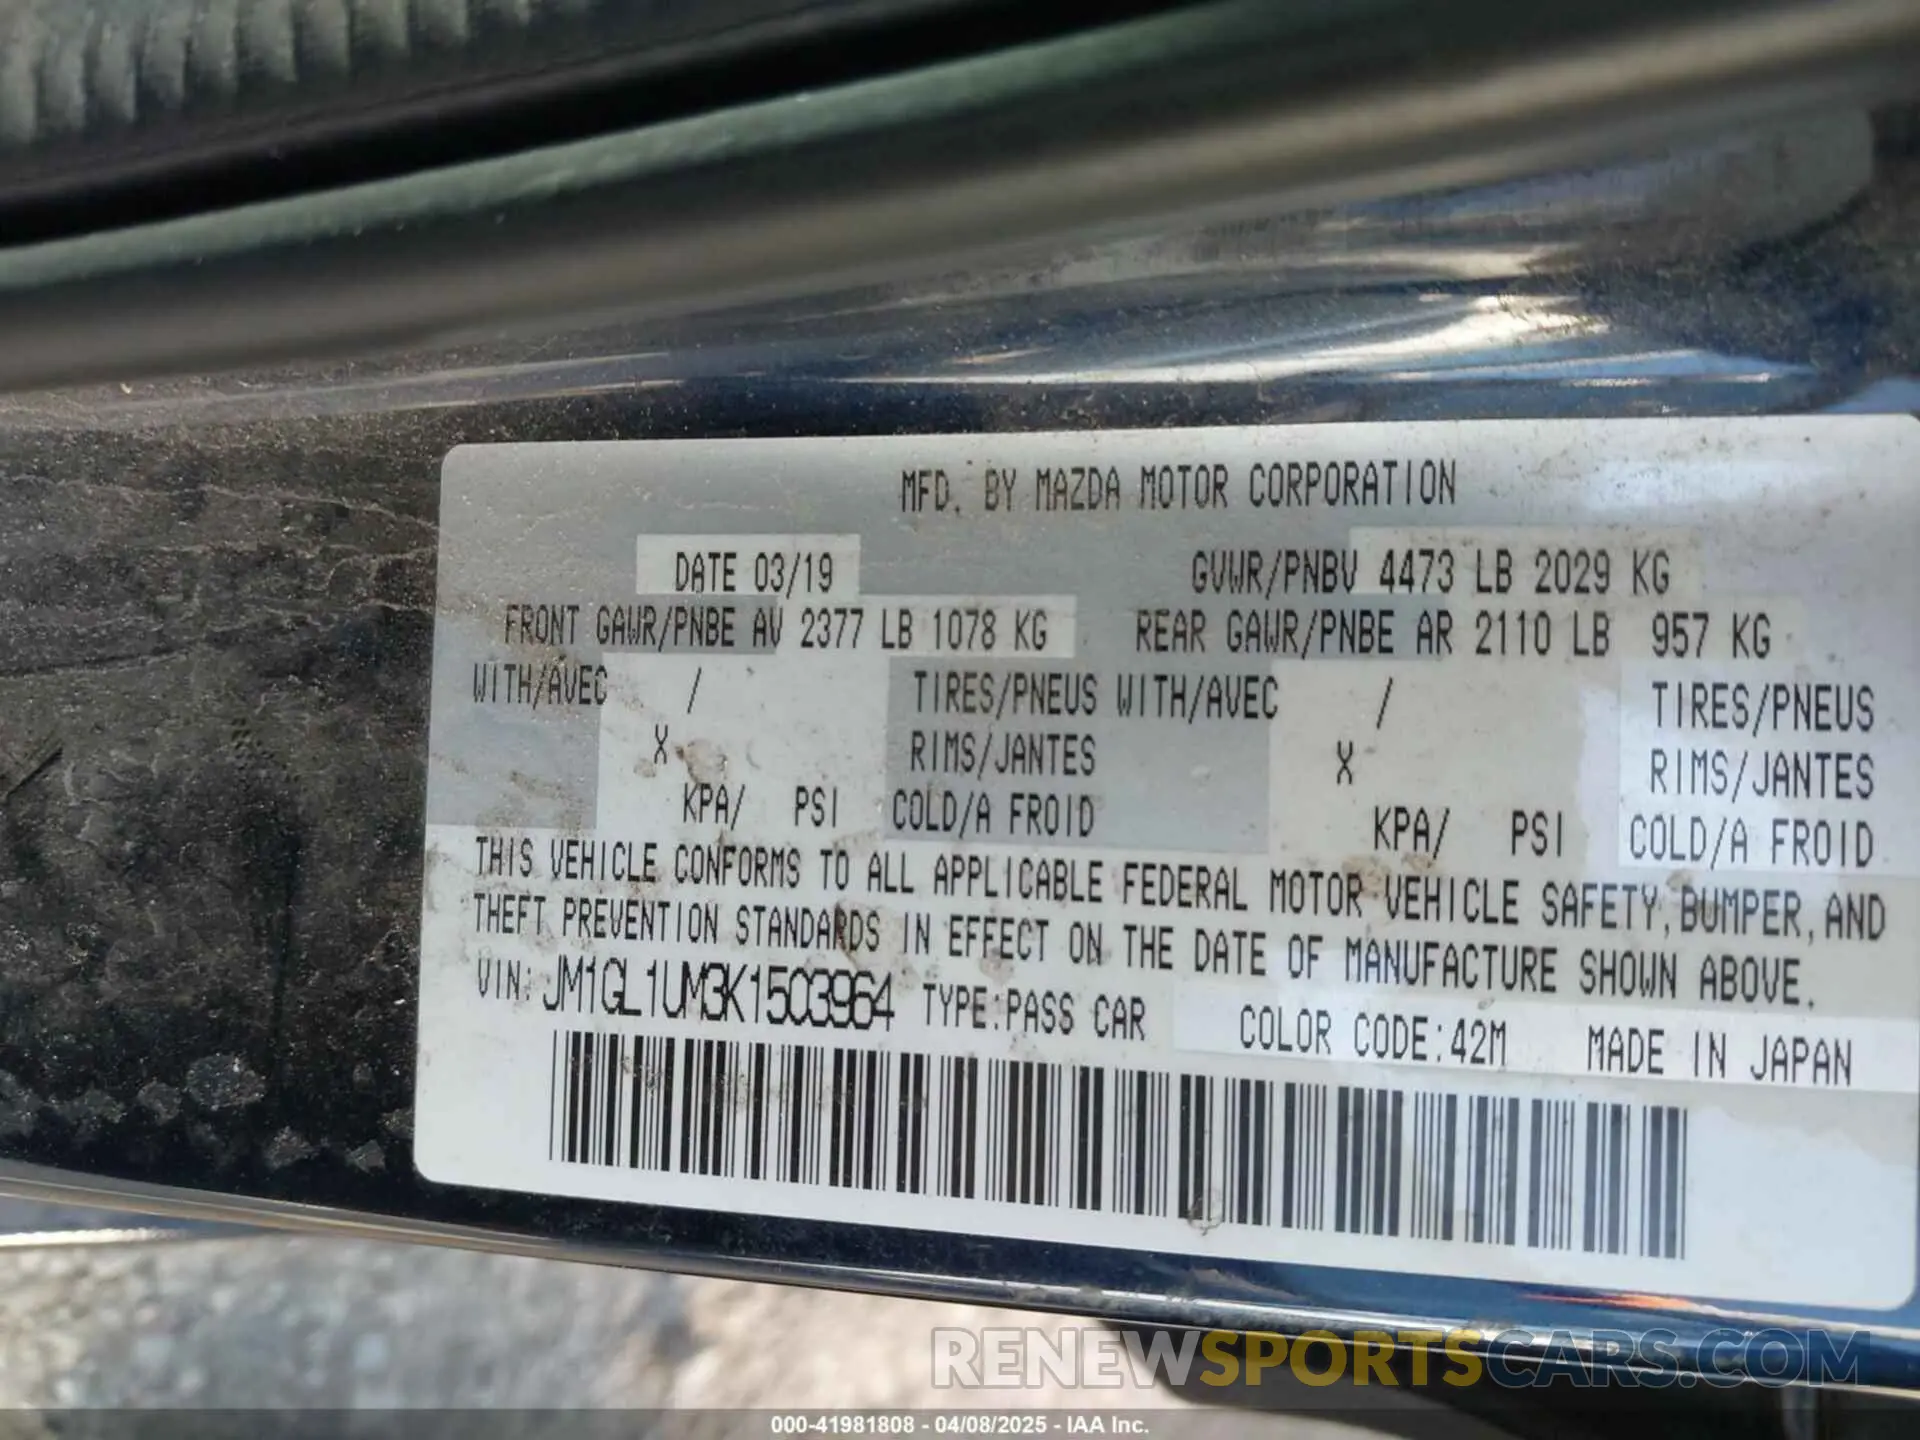 MFD. BY MAZDA MOTOR CORPORATION
DATE 03/19 GVWR/PNBV 4473 LB 2029 KG
FRONT GAWR/PNBE AV 2377 LB 1078 KG REAR GAWR/PNBE AR 2110 LB 957 KG
WITH/AVEC / TIRES/PNEUS WITH/AVEC / TIRES/PNEUS
X RIMS/JANTES X RIMS/JANTES
KPA/ PSI COLD/A FROID KPA/ PSI COLD/A FROID
THIS VEHICLE CONFORMS TO ALL APPLICABLE FEDERAL MOTOR VEHICLE SAFETY, BUMPER, AND
THEFT PREVENTION STANDARDS IN EFFECT ON THE DATE OF MANUFACTURE SHOWN ABOVE.
VIN: JM1GL1UM3K1503964 TYPE:PASS CAR COLOR CODE:42M MADE IN JAPAN
RENEWSPORTSCARS.COM
000-41981808 - 04/08/2025 - IAA Inc.